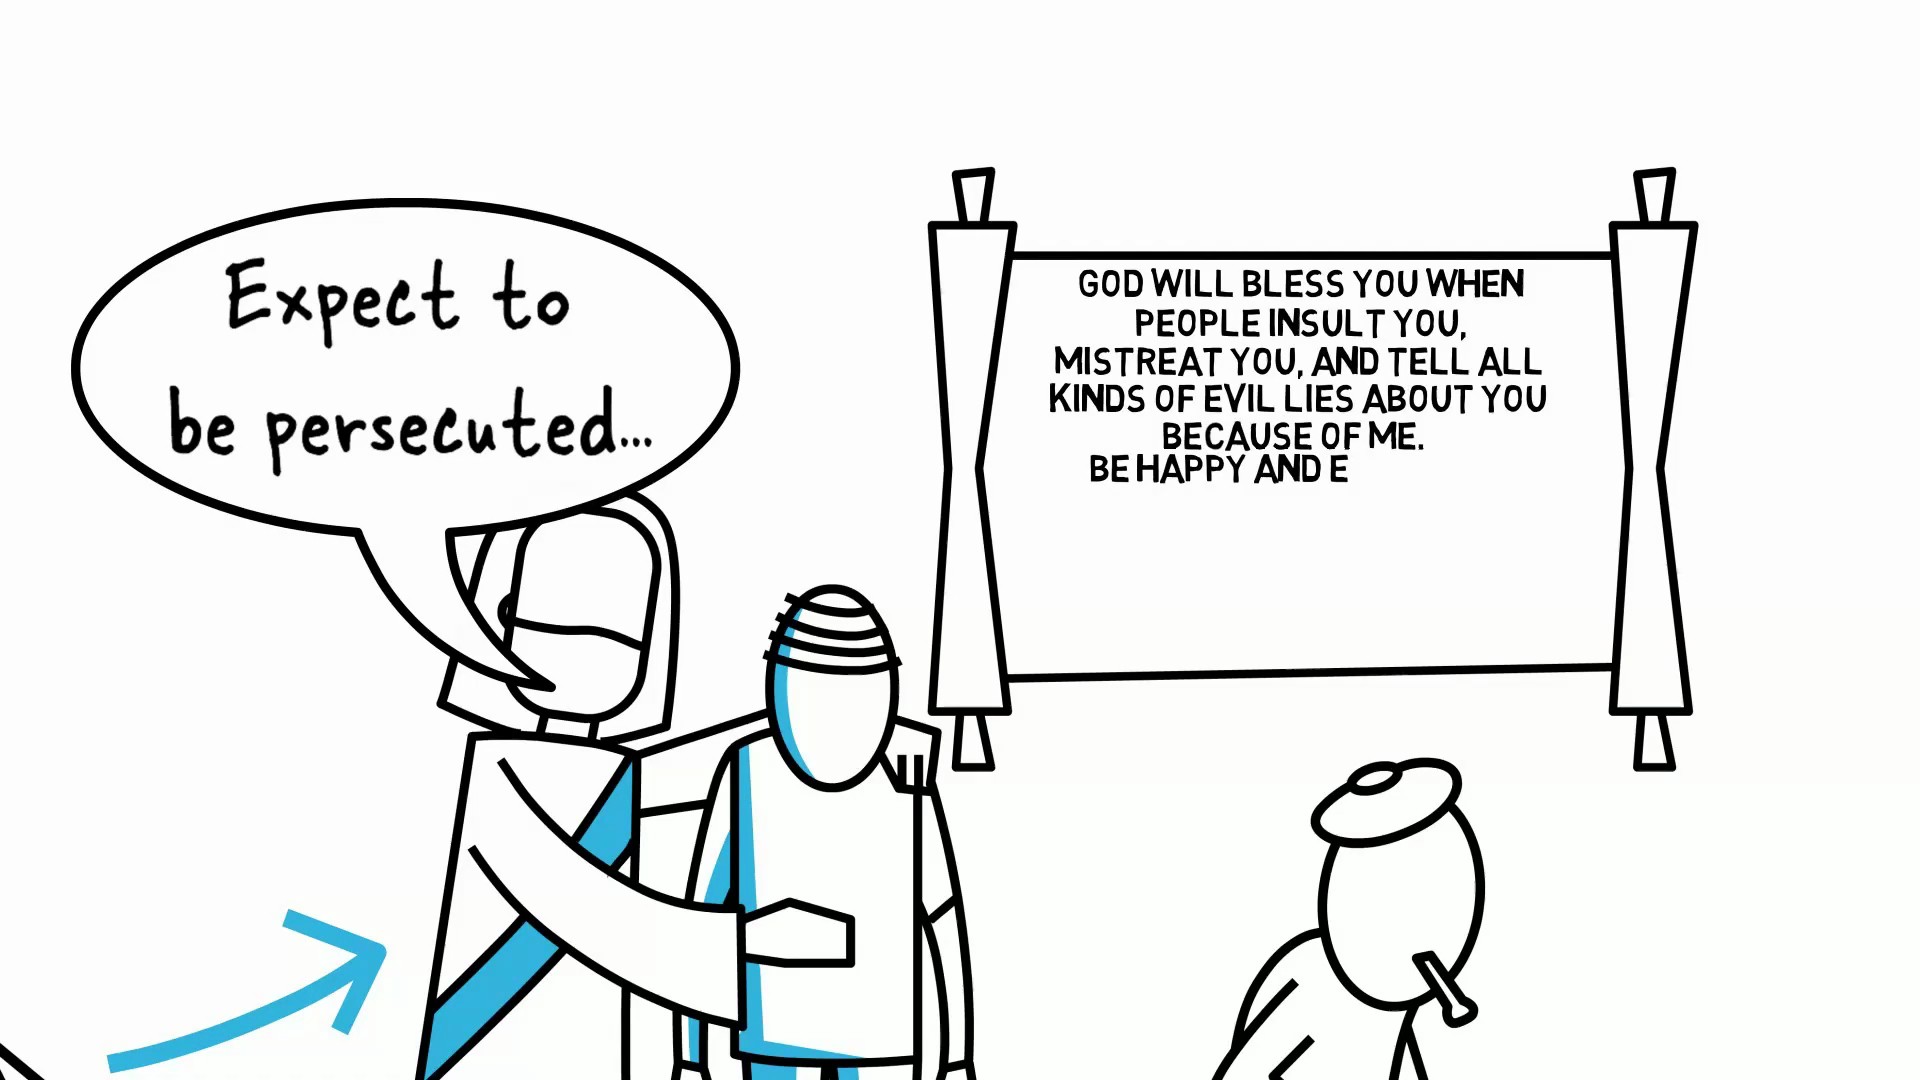 Expect to
be persecuted...
GOD WILL BLESS YOU WHEN
PEOPLE INSULT YOU,
MISTREAT YOU, AND TELL ALL
KINDS OF EVIL LIES ABOUT YOU
BECAUSE OF ME.
BE HAPPY AND E